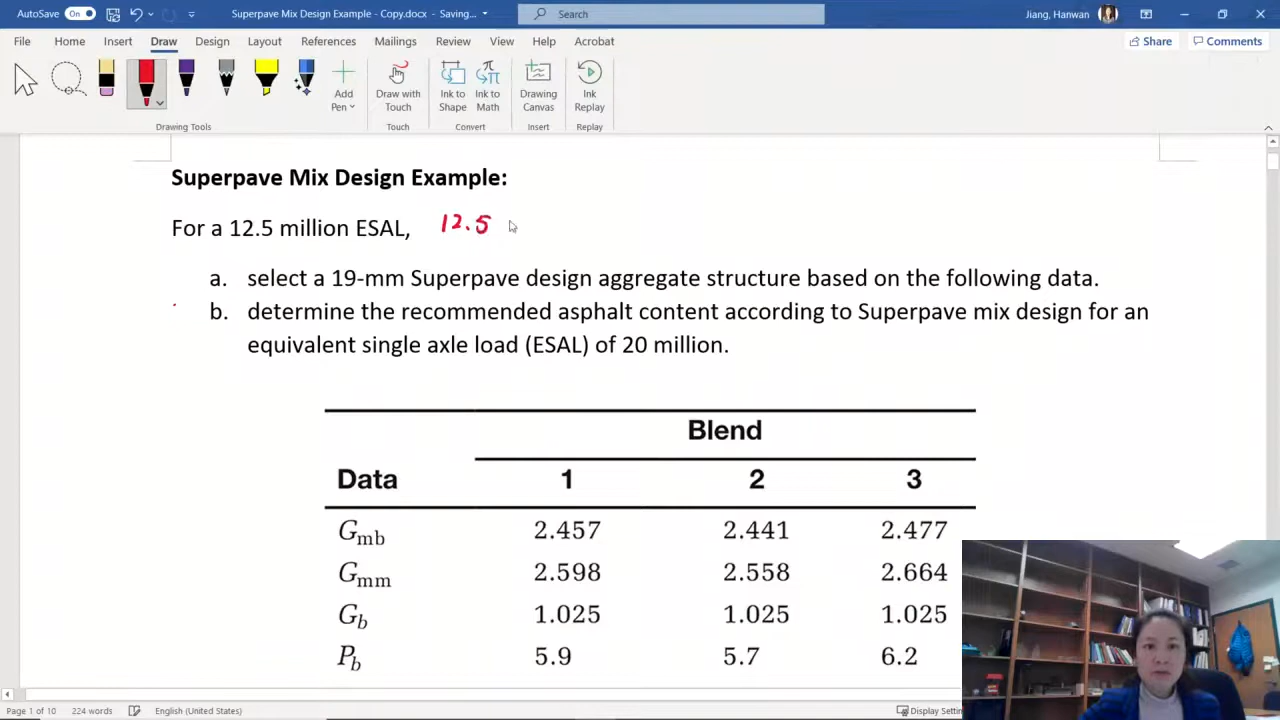 AutoSave On Superpave Mix Design Example - Copy.docx - Saving... Search Jiang, Hanwan
File Home Insert Draw Design Layout References Mailings Review View Help Acrobat Share Comments
Add Pen Draw with Touch Ink to Shape Ink to Math Drawing Canvas Ink Replay
Drawing Tools Touch Convert Insert Replay
Superpave Mix Design Example:
For a 12.5 million ESAL, 12.5
a. select a 19-mm Superpave design aggregate structure based on the following data.
b. determine the recommended asphalt content according to Superpave mix design for an
equivalent single axle load (ESAL) of 20 million.
Blend
Data 1 2 3
Gmb 2.457 2.441 2.477
Gmm 2.598 2.558 2.664
Gb 1.025 1.025 1.025
Pb 5.9 5.7 6.2
Page 1 of 10 224 words English (United States) Display Setti